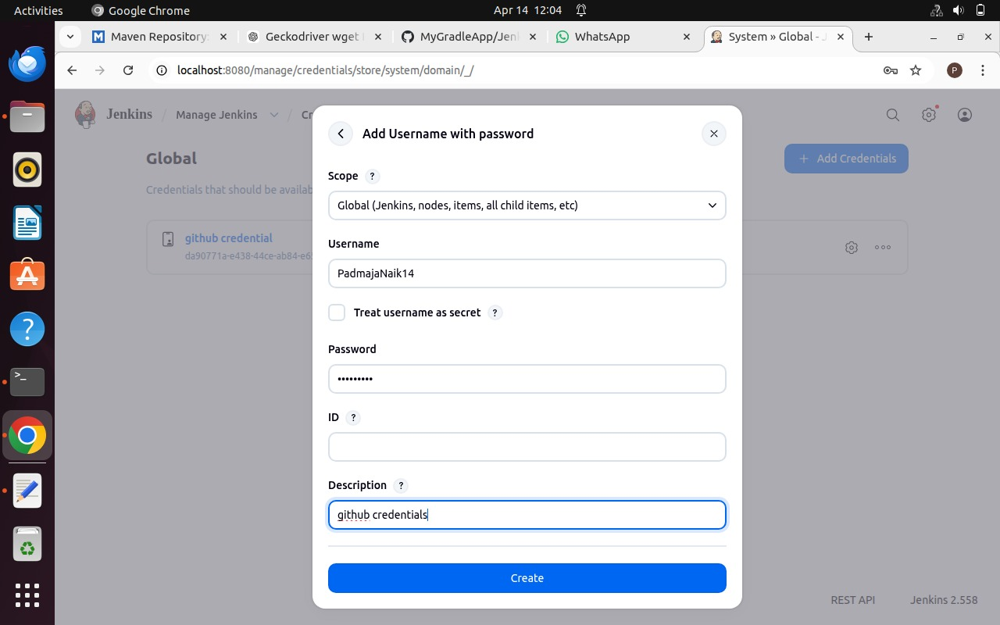 Activities
Google Chrome
Apr 14 12:04
Maven Repository:
Geckodriver wget
MyGradleApp/Jen
WhatsApp
System » Global -
localhost:8080/manage/credentials/store/system/domain/_/
P
Jenkins / Manage Jenkins / Cr
Global
+ Add Credentials
Credentials that should be availab
github credential
da90771a-e438-44ce-ab84-e6
Add Username with password
Scope ?
Global (Jenkins, nodes, items, all child items, etc)
Username
PadmajaNaik14
Treat username as secret ?
Password
•••••••••
ID ?
Description ?
github credentials
Create
REST API
Jenkins 2.558